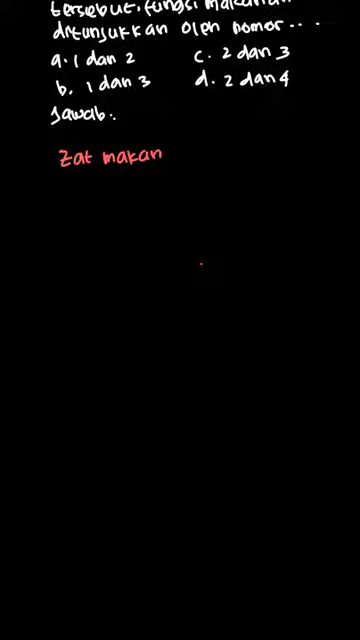 tersebut, fungsi makanan
ditunjukkan oleh nomor...
a. 1 dan 2 c. 2 dan 3
b. 1 dan 3 d. 2 dan 4
Jawab:
zat makan